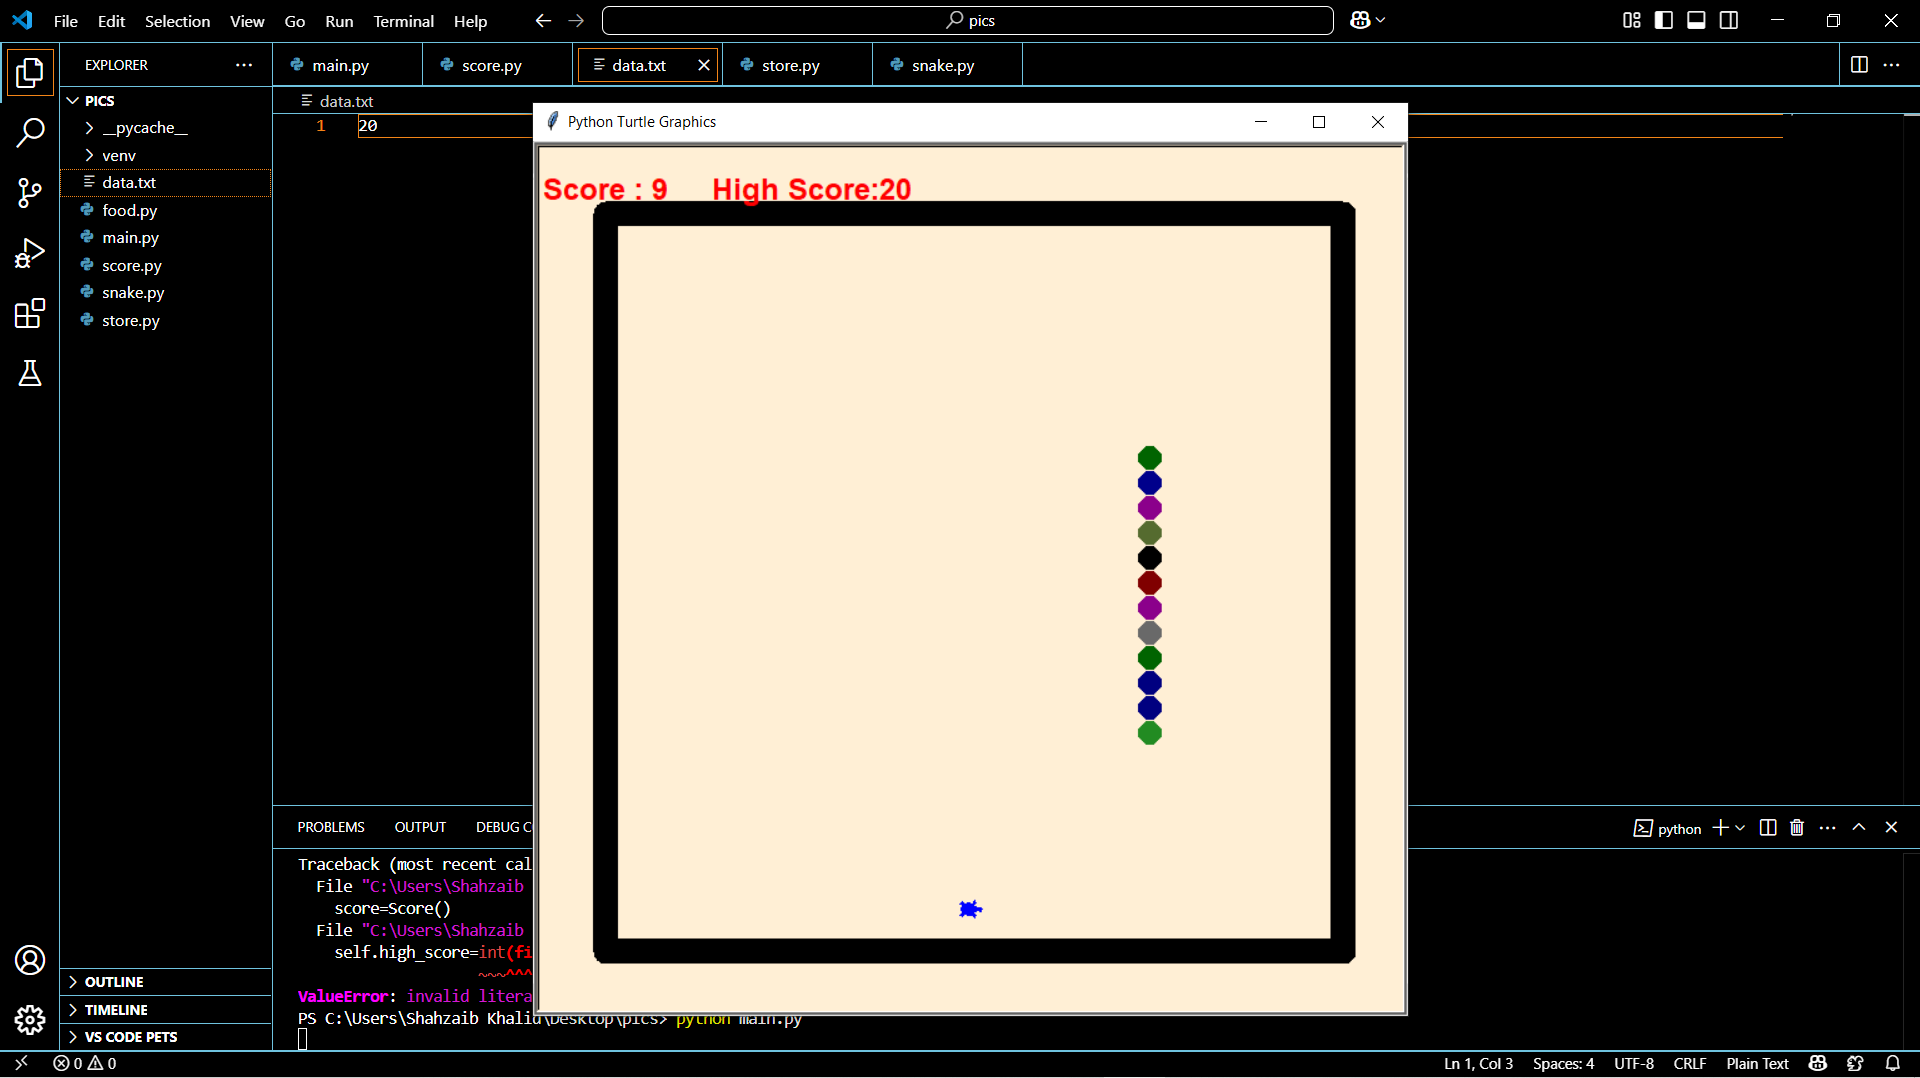 File Edit Selection View Go Run Terminal Help
pics
EXPLORER
main.py
score.py
data.txt
store.py
snake.py
PICS
__pycache__
venv
data.txt
food.py
main.py
score.py
snake.py
store.py
data.txt
1 20
Python Turtle Graphics
Score : 9 High Score:20
PROBLEMS OUTPUT DEBUG
python
Traceback (most recent
File "C:\Users\Shahzaib
score=Score()
File "C:\Users\Shahzaib
self.high_score=int(
ValueError: invalid
PS C:\Users\Shahzaib Khalid\Desktop\pics> python main.py
OUTLINE
TIMELINE
VS CODE PETS
0 0
Ln 1, Col 3 Spaces: 4 UTF-8 CRLF Plain Text